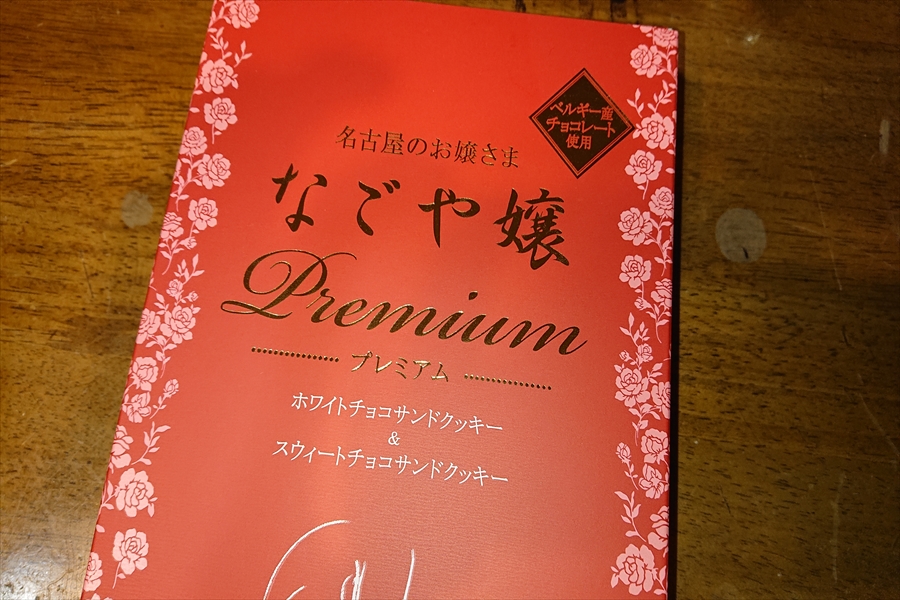 ベルギー産
チョコレート
使用
名古屋のお嬢さま
なごや嬢
Premium
プレミアム
ホワイトチョコサンドクッキー
&
スウィートチョコサンドクッキー